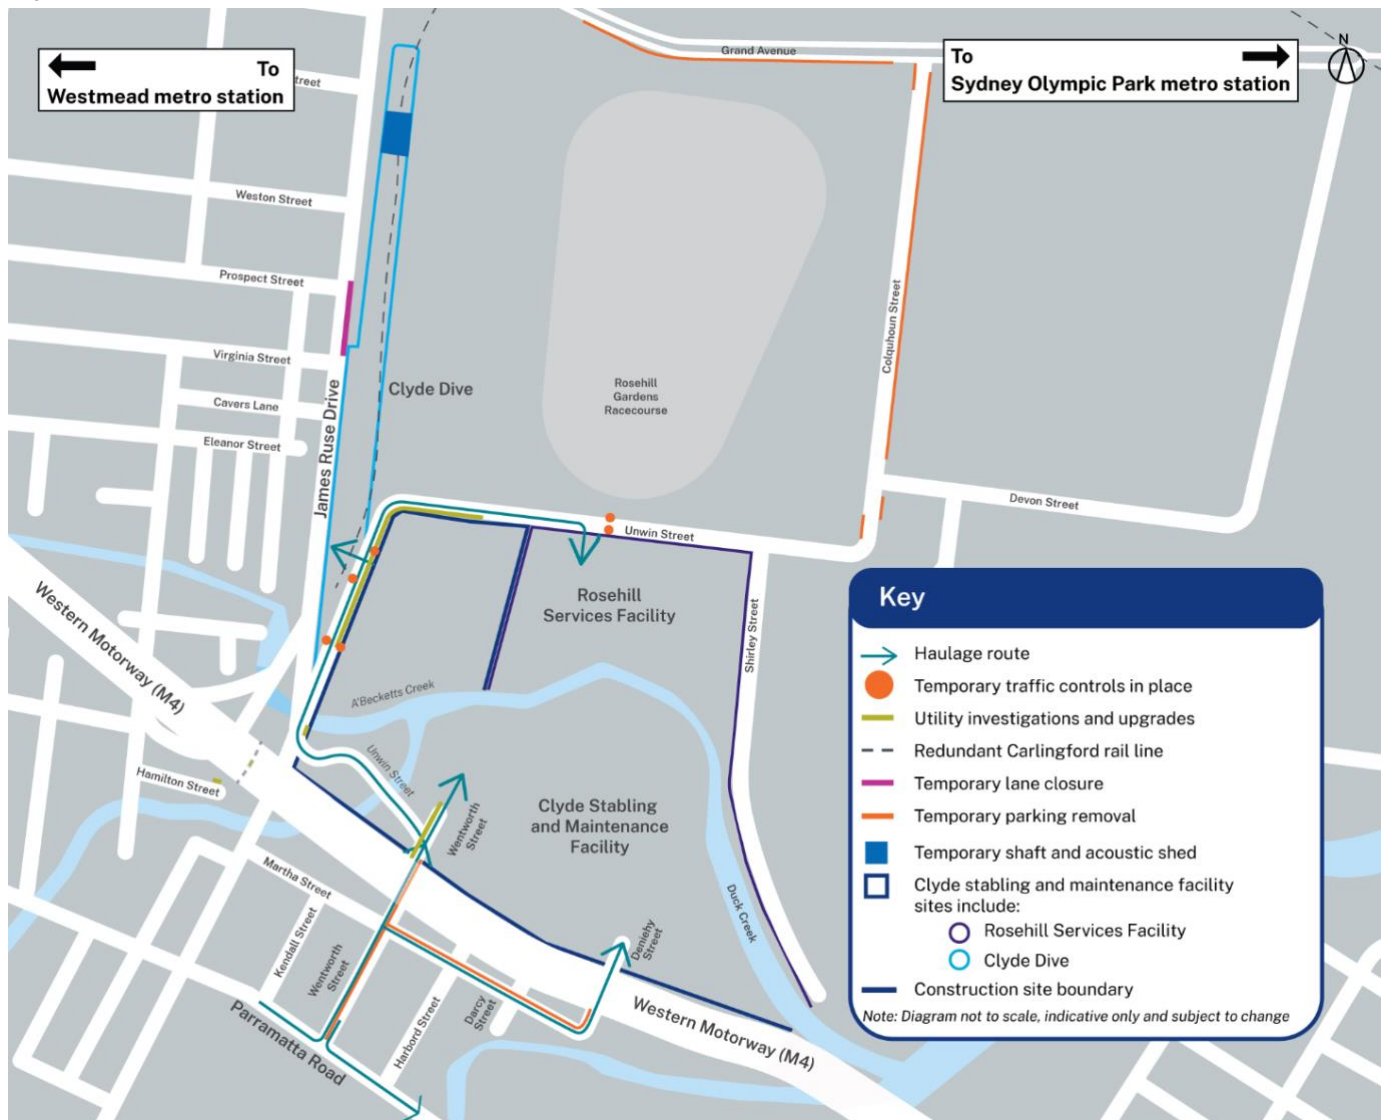 To
Westmead metro station
Grand Avenue
To
Sydney Olympic Park metro station
N
treet
Weston Street
Prospect Street
Virginia Street
Cavers Lane
Eleanor Street
James Ruse Drive
Clyde Dive
Rosehill
Gardens
Racecourse
Colquhoun Street
Devon Street
Unwin Street
Rosehill
Services Facility
Shirley Street
Western Motorway (M4)
A'Becketts Creek
Unwin Street
Hamilton Street
Wentworth
Street
Clyde Stabling
and Maintenance
Facility
Duck Creek
Martha Street
Kendall Street
Wentworth
Street
Harbord Street
Darcy
Street
Deniehy
Street
Western Motorway (M4)
Parramatta Road
Key
Haulage route
Temporary traffic controls in place
Utility investigations and upgrades
Redundant Carlingford rail line
Temporary lane closure
Temporary parking removal
Temporary shaft and acoustic shed
Clyde stabling and maintenance facility
sites include:
Rosehill Services Facility
Clyde Dive
Construction site boundary
Note: Diagram not to scale, indicative only and subject to change